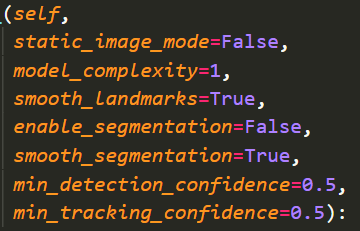 (self,
static_image_mode=False,
model_complexity=1,
smooth_landmarks=True,
enable_segmentation=False,
smooth_segmentation=True,
min_detection_confidence=0.5,
min_tracking_confidence=0.5):